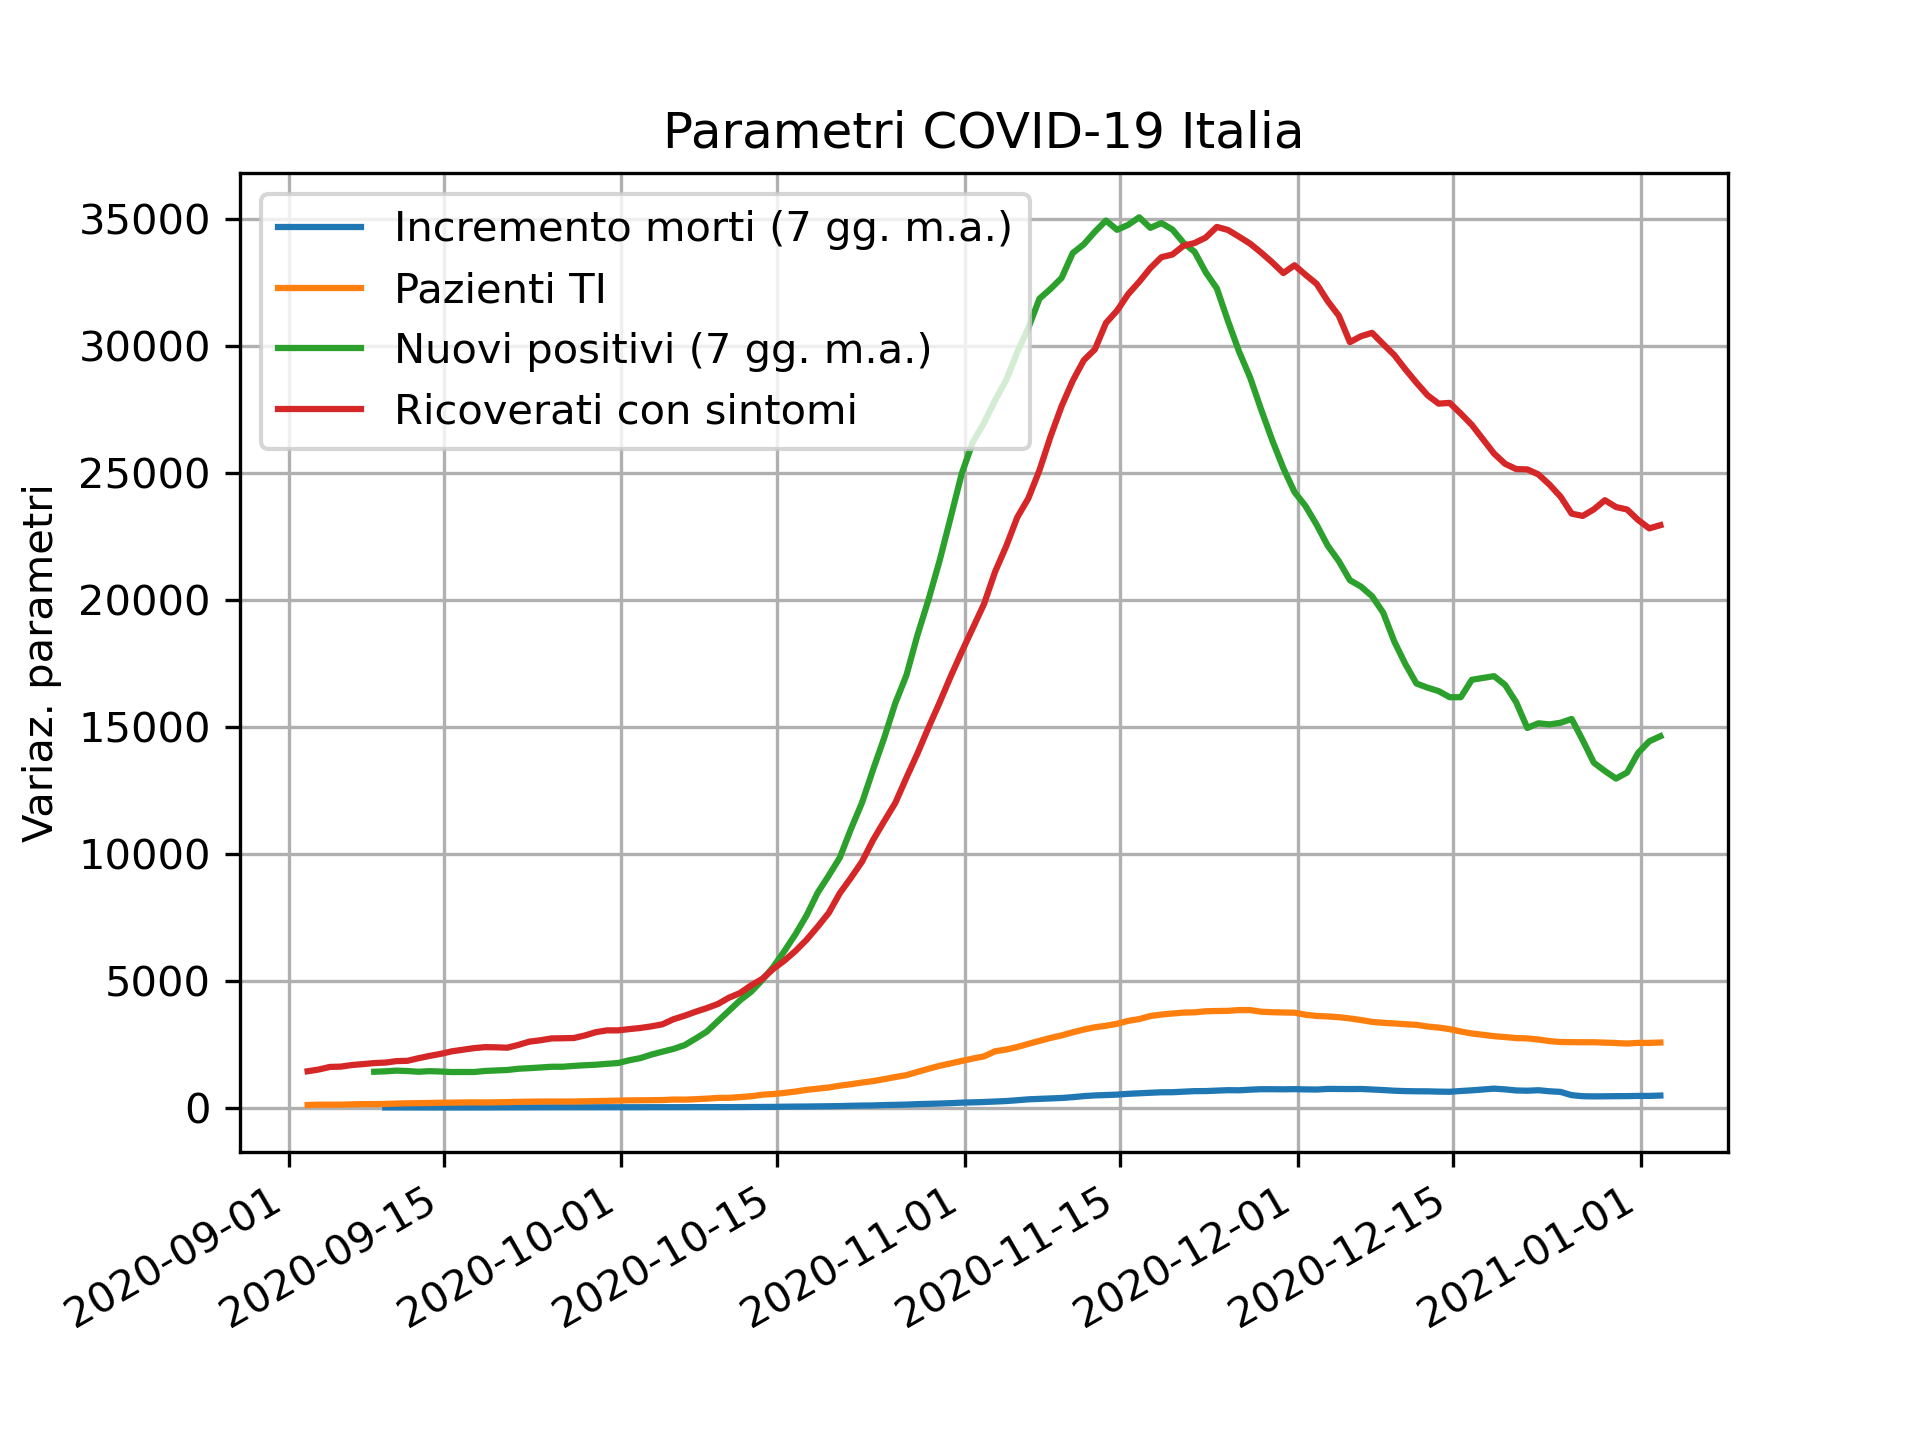 Parametri COVID-19 Italia
Incremento morti (7 gg. m.a.)
Pazienti TI
Nuovi positivi (7 gg. m.a.)
Ricoverati con sintomi
Variaz. parametri
35000
30000
25000
20000
15000
10000
5000
0
2020-09-01
2020-09-15
2020-10-01
2020-10-15
2020-11-01
2020-11-15
2020-12-01
2020-12-15
2021-01-01